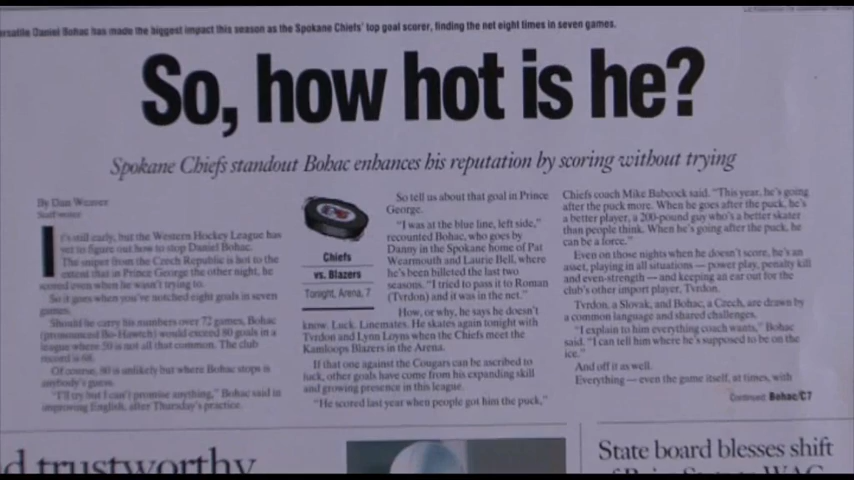 ersatile Daniel Bohac has made the biggest impact this season as the Spokane Chiefs' top goal scorer, finding the net eight times in seven games.
So, how hot is he?
Spokane Chiefs standout Bohac enhances his reputation by scoring without trying
By Dan Weaver
Staff writer
It's still early, but the Western Hockey League has
yet to figure out how to stop Daniel Bohac.
The sniper from the Czech Republic is hot to the
extent that in Prince George the other night, he
scored even when he wasn't trying to.
So it goes when you've notched eight goals in seven
games.
Should he carry his numbers over 72 games, Bohac
(pronounced Bo-Hawch) would exceed 80 goals in a
league where 50 is not all that common. The club
record is 68.
Of course, 80 is unlikely but where Bohac stops is
anybody's guess.
"I'll try but I can't promise anything," Bohac said in
improving English, after Thursday's practice.
Chiefs
vs. Blazers
Tonight, Arena, 7
So tell us about that goal in Prince
George.
"I was at the blue line, left side,"
recounted Bohac, who goes by
Danny in the Spokane home of Pat
Wearmouth and Laurie Bell, where
he's been billeted the last two
seasons. "I tried to pass it to Roman
(Tvrdon) and it was in the net."
How, or why, he says he doesn't
know. Luck. Linemates. He skates again tonight with
Tvrdon and Lynn Loyns when the Chiefs meet the
Kamloops Blazers in the Arena.
If that one against the Cougars can be ascribed to
luck, other goals have come from his expanding skill
and growing presence in this league.
"He scored last year when people got him the puck,"
Chiefs coach Mike Babcock said. "This year, he's going
after the puck more. When he goes after the puck, he's
a better player, a 200-pound guy who's a better skater
than people think. When he's going after the puck, he
can be a force."
Even on those nights when he doesn't score, he's an
asset, playing in all situations – power play, penalty kill
and even-strength – and keeping an ear out for the
club's other import player, Tvrdon.
Tvrdon, a Slovak, and Bohac, a Czech, are drawn by
a common language and shared challenges.
"I explain to him everything coach wants," Bohac
said. "I can tell him where he's supposed to be on the
ice."
And off it as well.
Everything – even the game itself, at times, with
Continued: Bohac/C7
d trustworthy
State board blesses shift